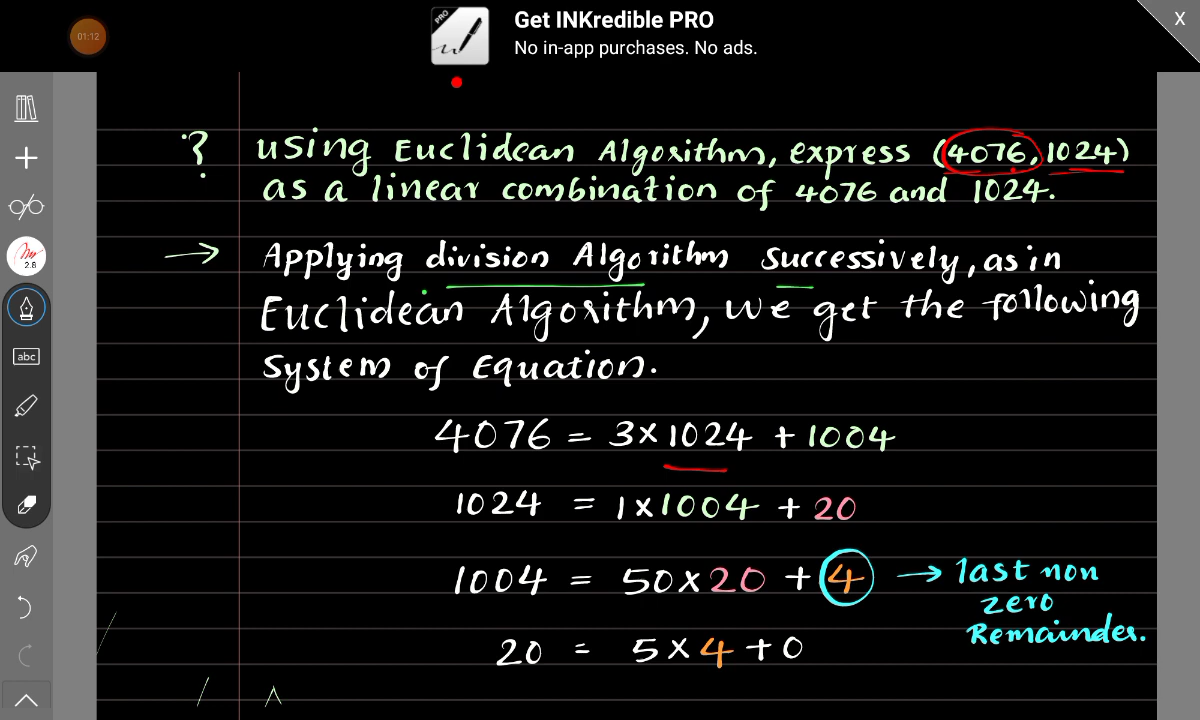 Get INKredible PRO
No in-app purchases. No ads.
X
01:12
2.8
abc
? using Euclidean Algorithm, express (4076, 1024)
as a linear combination of 4076 and 1024.
→ Applying division Algorithm successively, as in
Euclidean Algorithm, we get the following
System of Equation.
4076 = 3 × 1024 + 1004
1024 = 1 × 1004 + 20
1004 = 50 × 20 + 4 → last non
zero
Remainder.
20 = 5 × 4 + 0